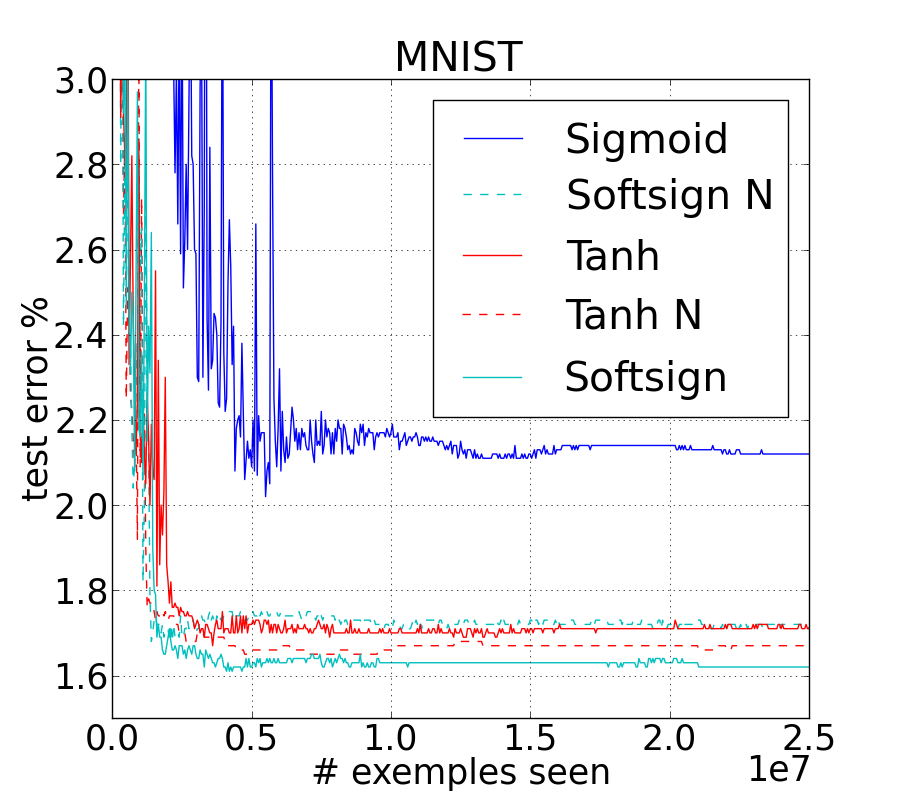 MNIST
3.0
2.8
2.6
2.4
2.2
2.0
1.8
1.6
test error %
Sigmoid
Softsign N
Tanh
Tanh N
Softsign
0.0 0.5 1.0 1.5 2.0 2.5
# exemples seen 1e7